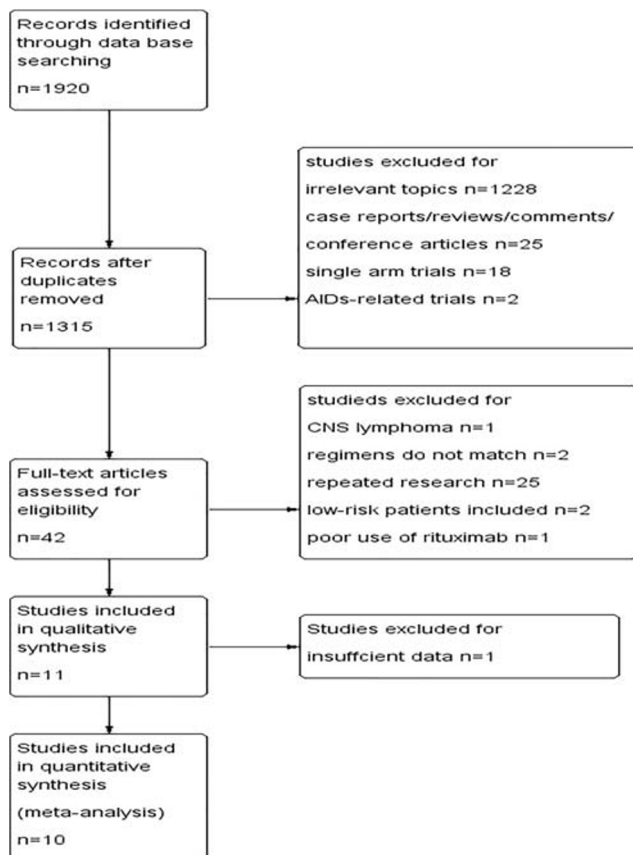 Records identified
through data base
searching
n=1920
studies excluded for
irrelevant topics n=1228
case reports/reviews/comments/
conference articles n=25
single arm trials n=18
AIDs-related trials n=2
Records after
duplicates
removed
n=1315
studieds excluded for
CNS lymphoma n=1
regimens do not match n=2
repeated research n=25
low-risk patients included n=2
poor use of rituximab n=1
Full-text articles
assessed for
eligibility
n=42
Studies included
in qualitative
synthesis
n=11
Studies excluded for
insuffcient data n=1
Studies included
in quantitative
synthesis
(meta-analysis)
n=10